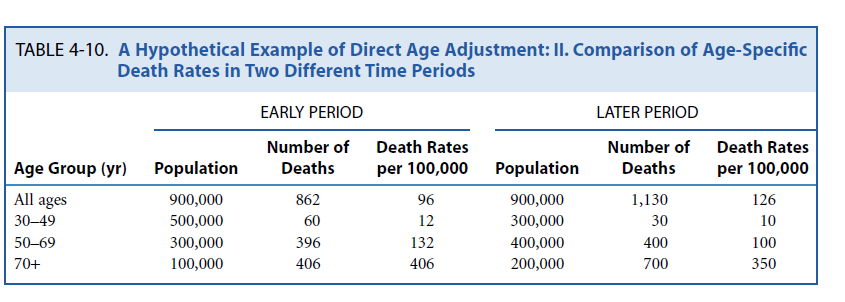 TABLE 4-10. A Hypothetical Example of Direct Age Adjustment: II. Comparison of Age-Specific
Death Rates in Two Different Time Periods
EARLY PERIOD LATER PERIOD
Number of Death Rates Number of Death Rates
Age Group (yr) Population Deaths per 100,000 Population Deaths per 100,000
All ages 900,000 862 96 900,000 1,130 126
30–49 500,000 60 12 300,000 30 10
50–69 300,000 396 132 400,000 400 100
70+ 100,000 406 406 200,000 700 350